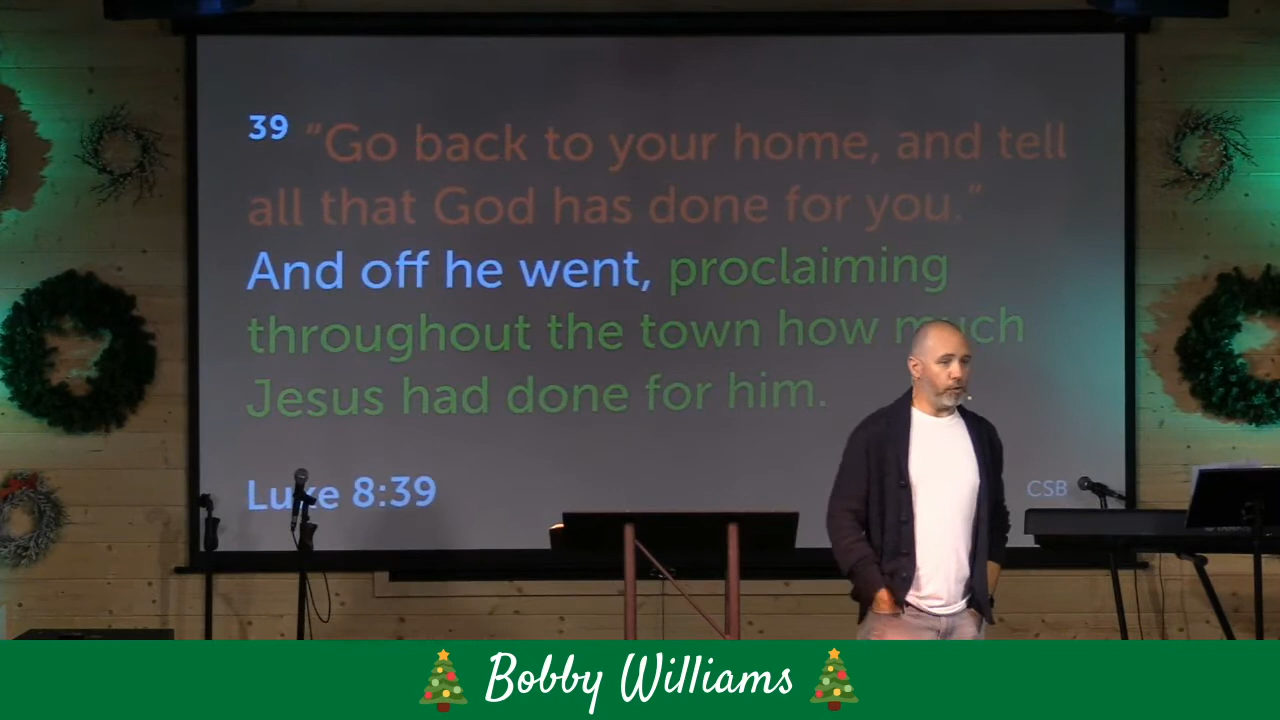 39 "Go back to your home, and tell
all that God has done for you."
And off he went, proclaiming
throughout the town how much
Jesus had done for him.
Luke 8:39
CSB
Bobby Williams